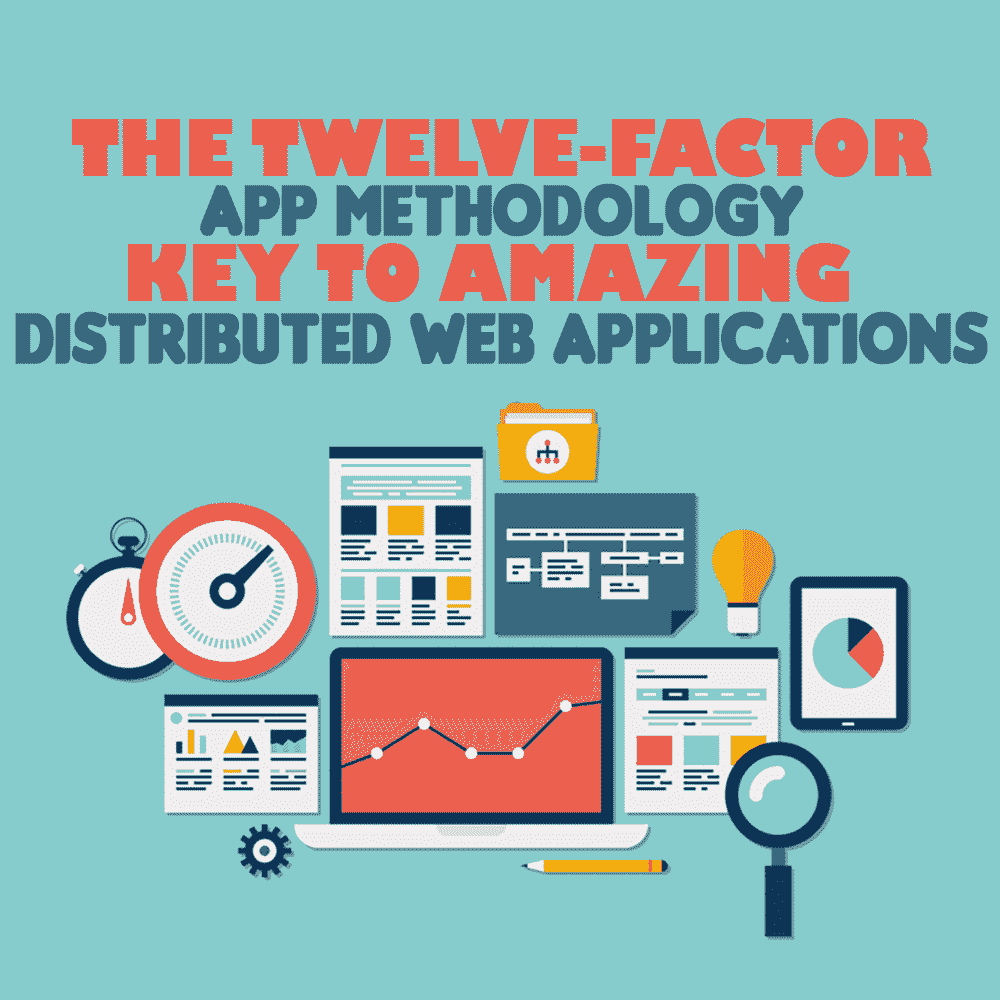 THE TWELVE-FACTOR
APP METHODOLOGY
KEY TO AMAZING
DISTRIBUTED WEB APPLICATIONS